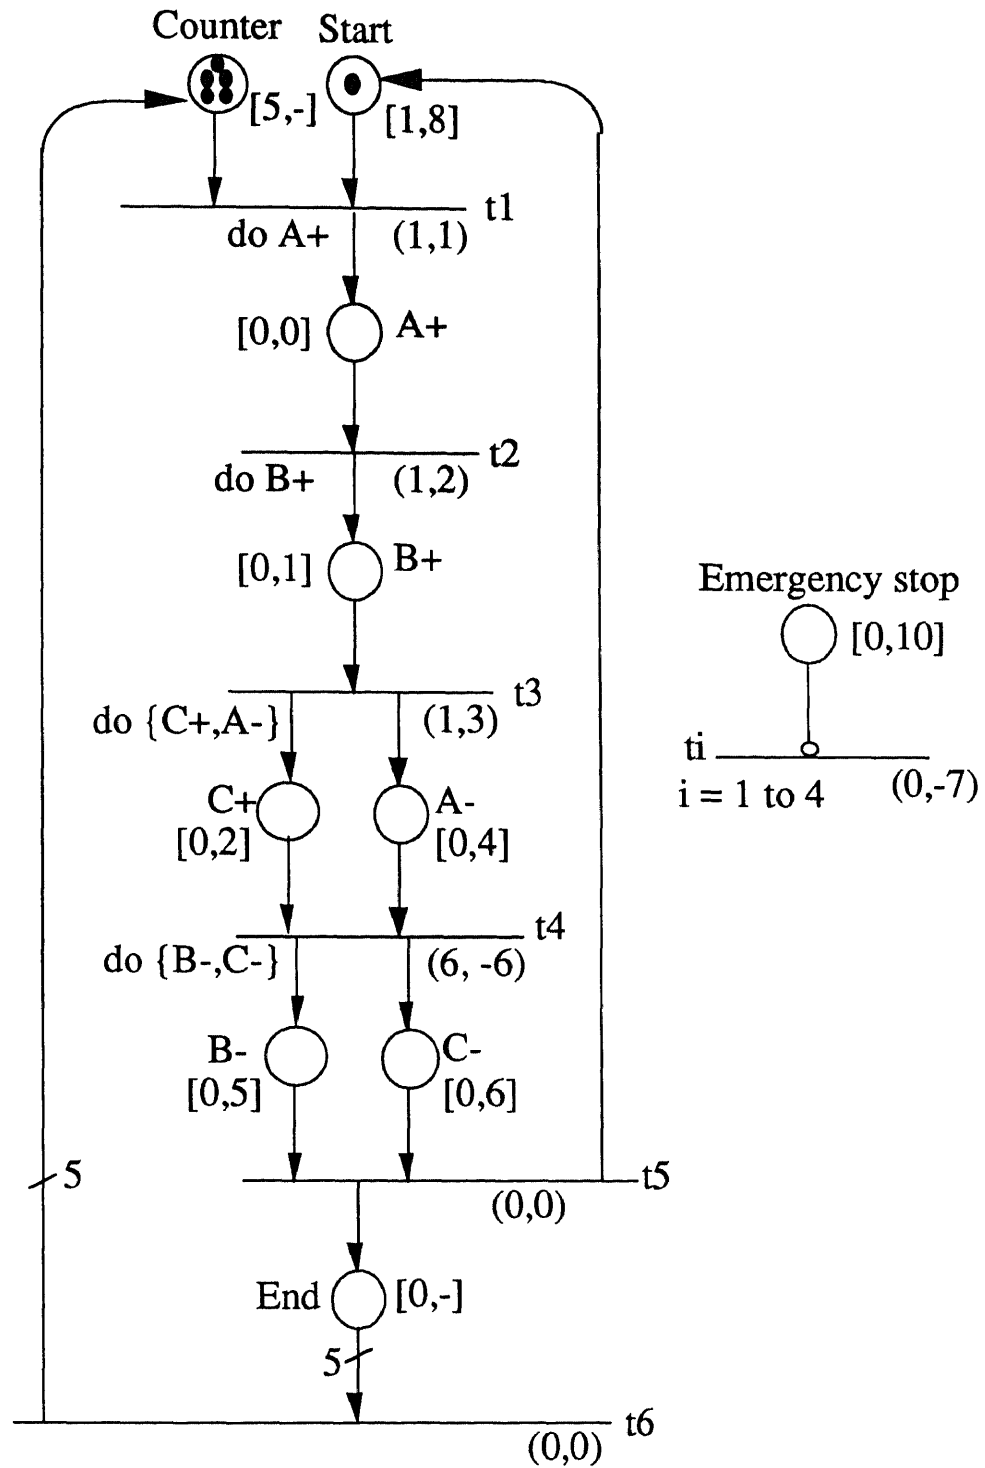 Counter Start
[5,-] [1,8]
t1
do A+ (1,1)
[0,0] A+
t2
do B+ (1,2)
[0,1] B+
t3
do {C+,A-} (1,3)
C+ A-
[0,2] [0,4]
t4
do {B-,C-} (6, -6)
B- C-
[0,5] [0,6]
5 t5
(0,0)
End [0,-]
5
t6
(0,0)
Emergency stop
[0,10]
ti
i = 1 to 4 (0,-7)